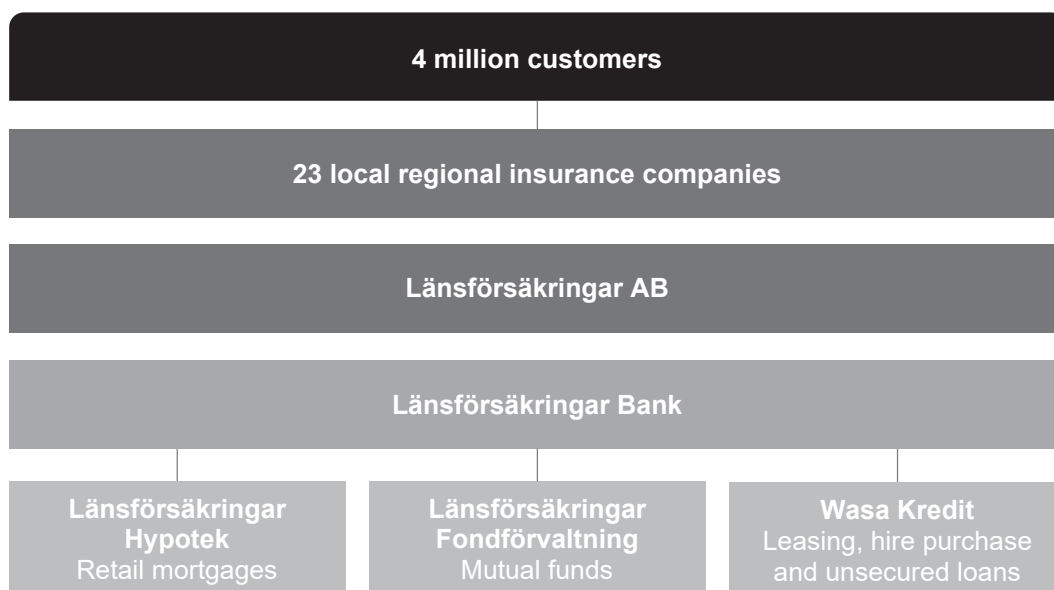 4 million customers
23 local regional insurance companies
Länsförsäkringar AB
Länsförsäkringar Bank
Länsförsäkringar
Hypotek
Retail mortgages
Länsförsäkringar
Fondförvaltning
Mutual funds
Wasa Kredit
Leasing, hire purchase
and unsecured loans